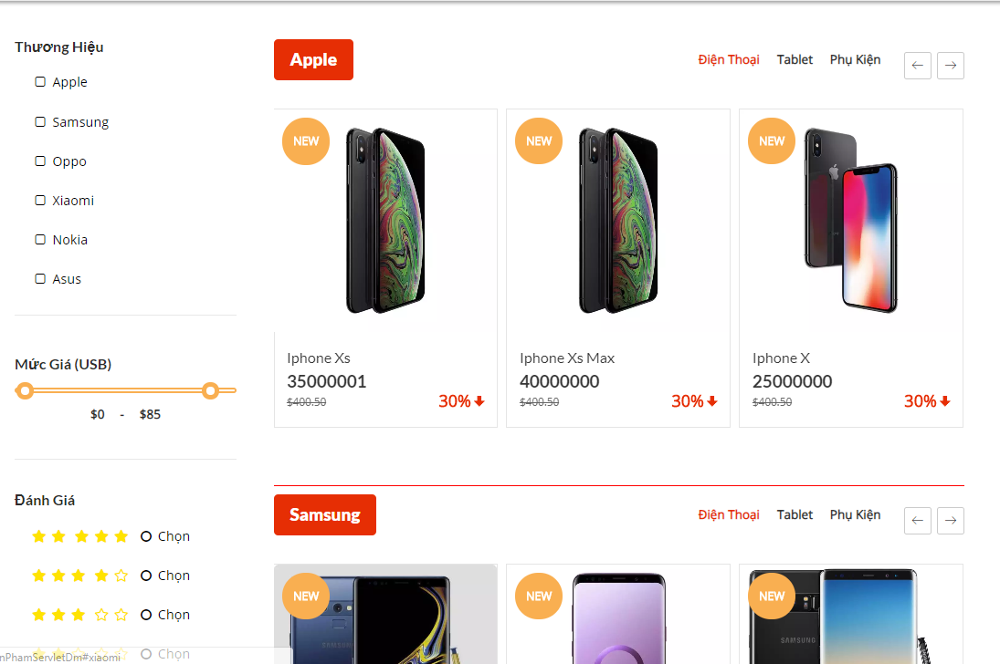 Thương Hiệu
Apple
Samsung
Oppo
Xiaomi
Nokia
Asus
Mức Giá (USB)
$0 - $85
Đánh Giá
Chọn
Chọn
Chọn
Chọn
nPhamServletDm#xiaomi
Apple
Điện Thoại Tablet Phụ Kiện
NEW NEW NEW
Iphone Xs Iphone Xs Max Iphone X
35000001 40000000 25000000
$400.50 30% $400.50 30% $400.50 30%
Samsung
Điện Thoại Tablet Phụ Kiện
NEW NEW NEW
SAMSUNG
SAMSUNG